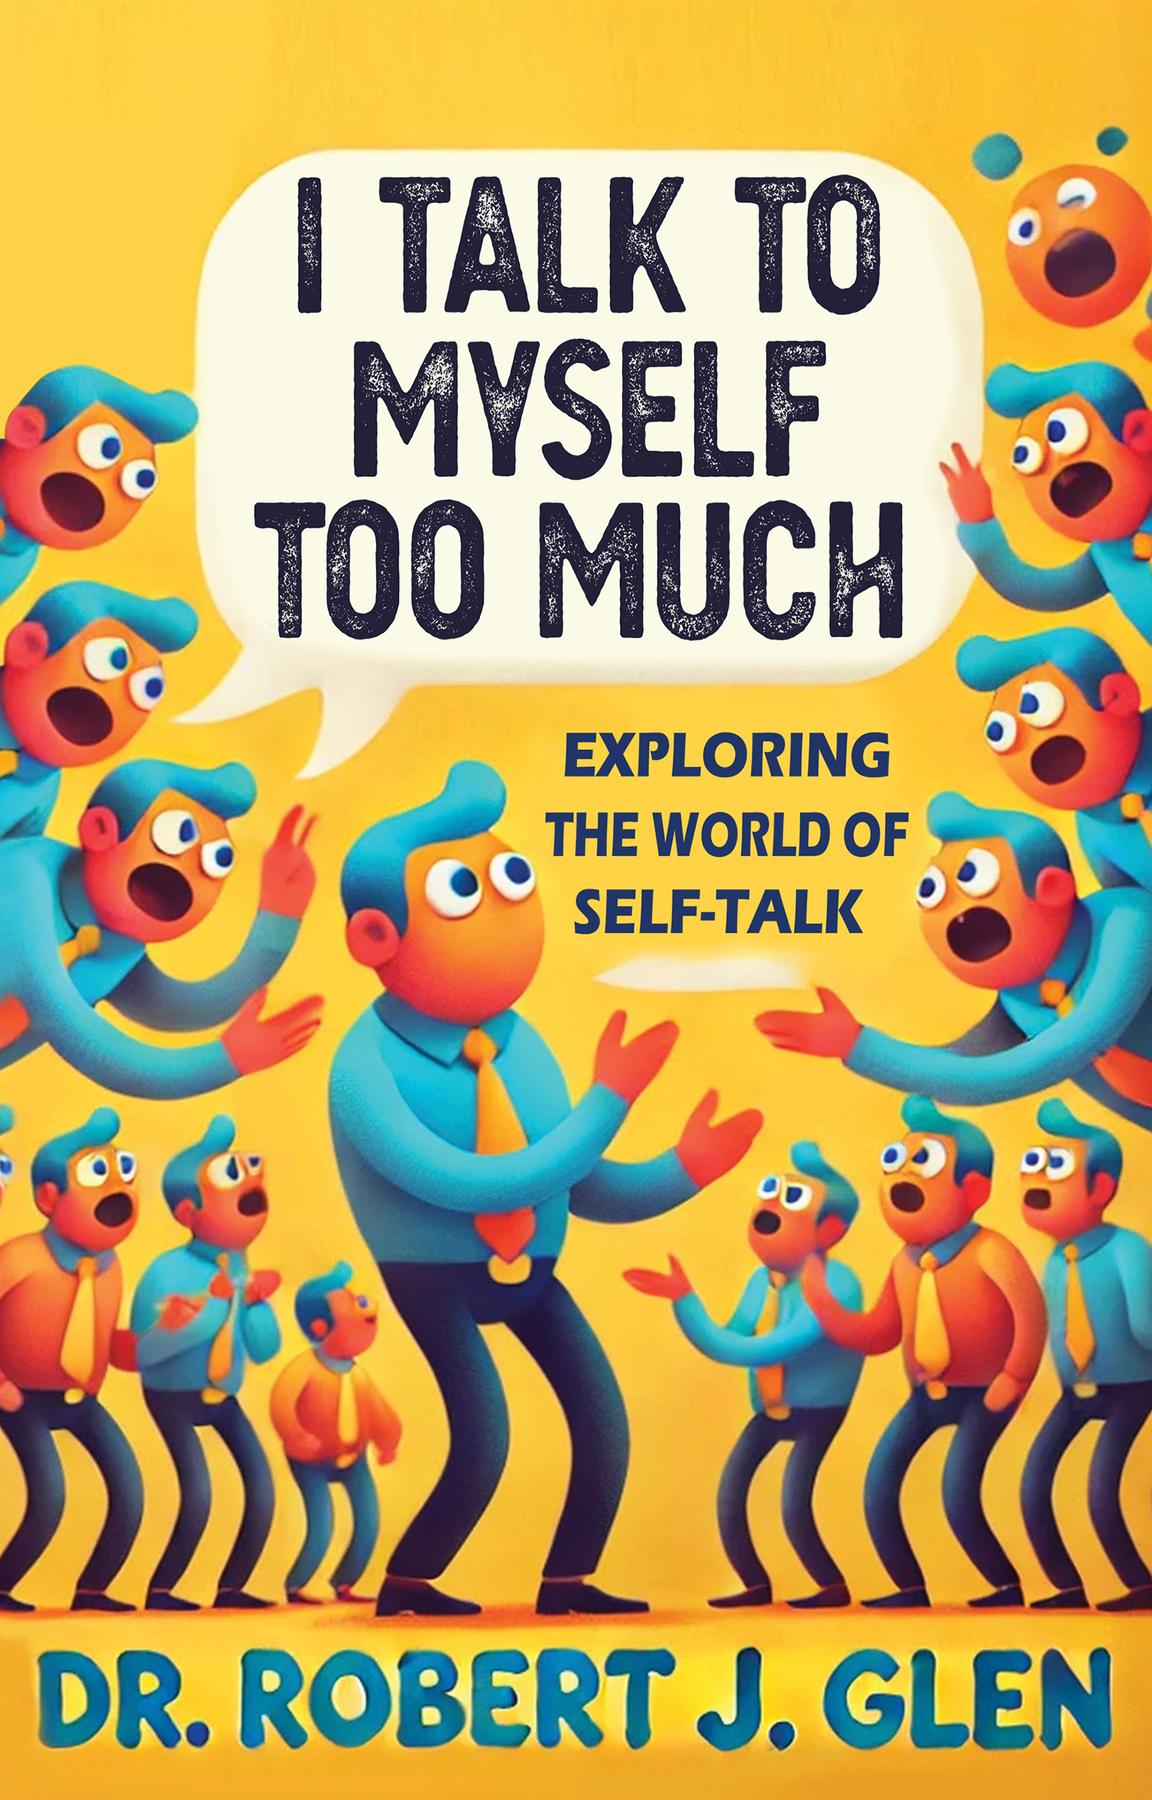 I TALK TO
MYSELF
TOO MUCH
EXPLORING
THE WORLD OF
SELF-TALK
DR. ROBERT J. GLEN